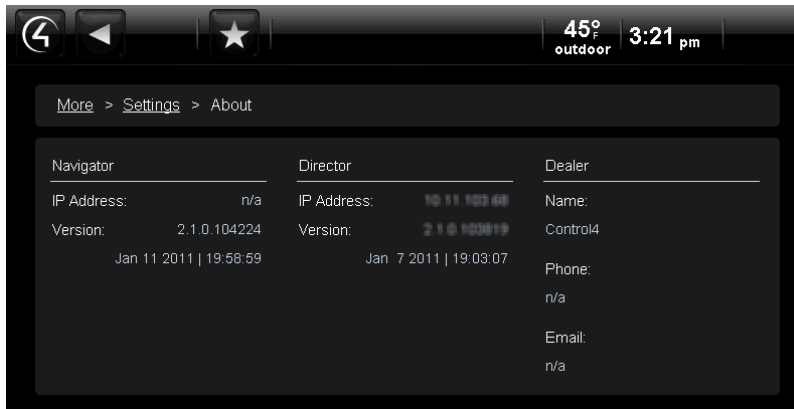 45°F
outdoor
3:21 pm
More > Settings > About
Navigator
IP Address: n/a
Version: 2.1.0.104224
Jan 11 2011 | 19:58:59
Director
IP Address:
Version:
Jan 7 2011 | 19:03:07
Dealer
Name:
Control4
Phone:
n/a
Email:
n/a